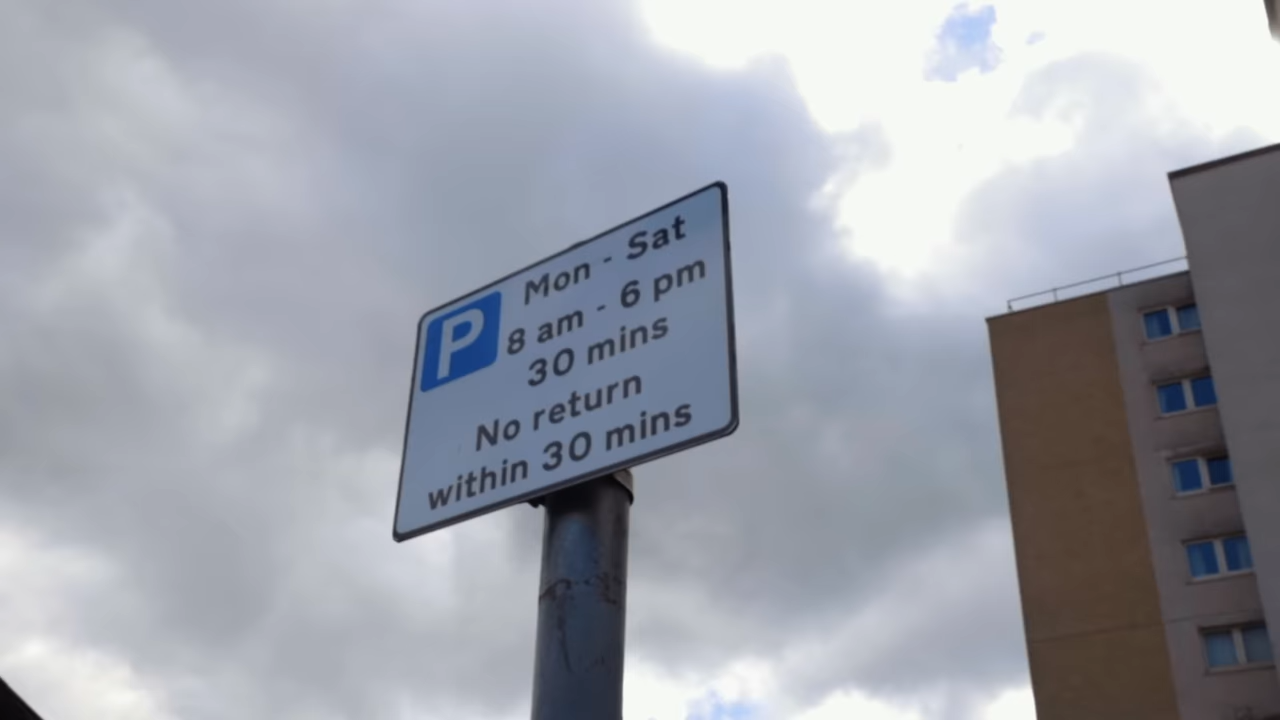 P Mon - Sat
8 am - 6 pm
30 mins
No return
within 30 mins